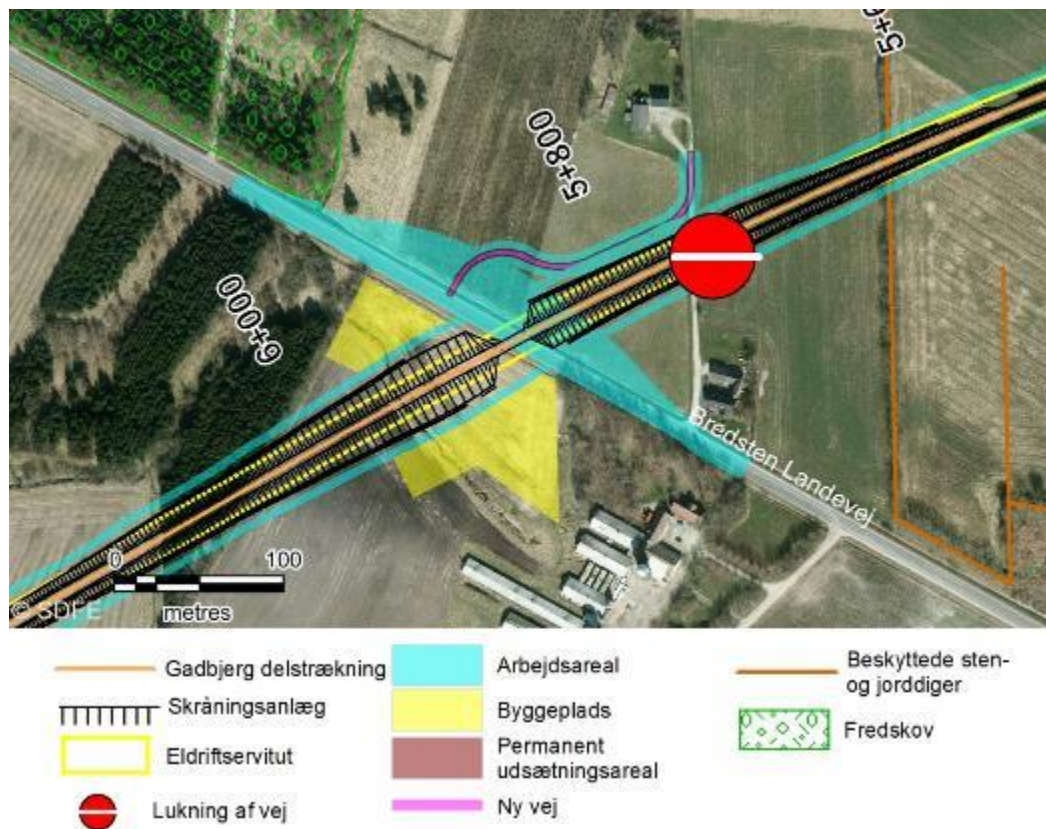 5+800
6+000
Bredsten Landevej
0 100
metres
© SDFE
Gadbjerg delstrækning
Skråningsanlæg
Eldriftservitut
Lukning af vej
Arbejdsareal
Byggeplads
Permanent
udsætningsareal
Ny vej
Beskyttede sten-
og jorddiger
Fredskov